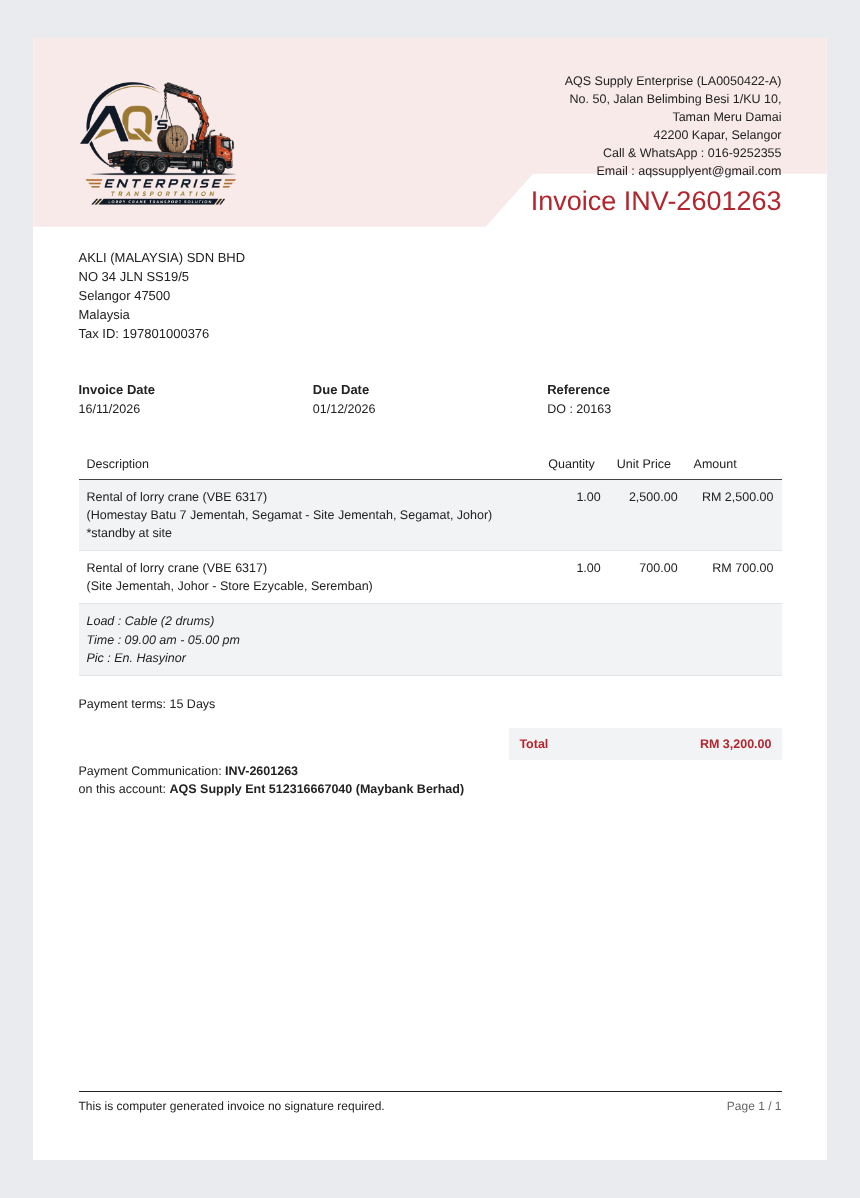 AQ's
ENTERPRISE
TRANSPORTATION
LORRY CRANE TRANSPORT SOLUTION
AQS Supply Enterprise (LA0050422-A)
No. 50, Jalan Belimbing Besi 1/KU 10,
Taman Meru Damai
42200 Kapar, Selangor
Call & WhatsApp : 016-9252355
Email : aqssupplyent@gmail.com
Invoice INV-2601263
AKLI (MALAYSIA) SDN BHD
NO 34 JLN SS19/5
Selangor 47500
Malaysia
Tax ID: 197801000376
Invoice Date Due Date Reference
16/11/2026 01/12/2026 DO : 20163
Description Quantity Unit Price Amount
Rental of lorry crane (VBE 6317) 1.00 2,500.00 RM 2,500.00
(Homestay Batu 7 Jementah, Segamat - Site Jementah, Segamat, Johor)
*standby at site
Rental of lorry crane (VBE 6317) 1.00 700.00 RM 700.00
(Site Jementah, Johor - Store Ezycable, Seremban)
Load : Cable (2 drums)
Time : 09.00 am - 05.00 pm
Pic : En. Hasyinor
Payment terms: 15 Days
Total RM 3,200.00
Payment Communication: INV-2601263
on this account: AQS Supply Ent 512316667040 (Maybank Berhad)
This is computer generated invoice no signature required. Page 1 / 1